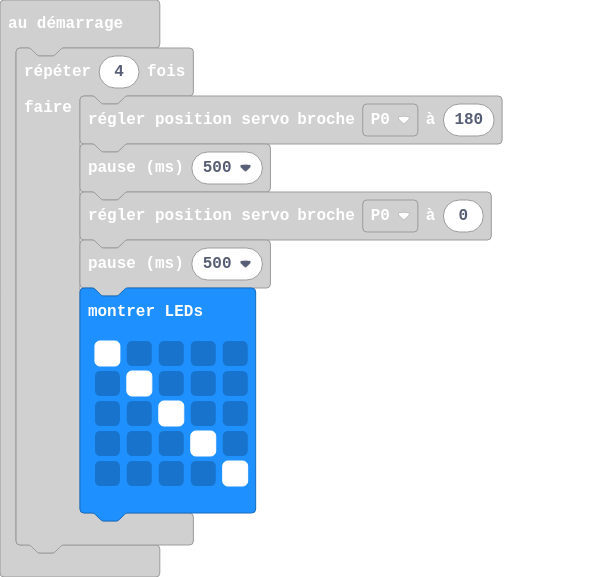 au démarrage
répéter 4 fois
faire
régler position servo broche P0 à 180
pause (ms) 500
régler position servo broche P0 à 0
pause (ms) 500
montrer LEDs